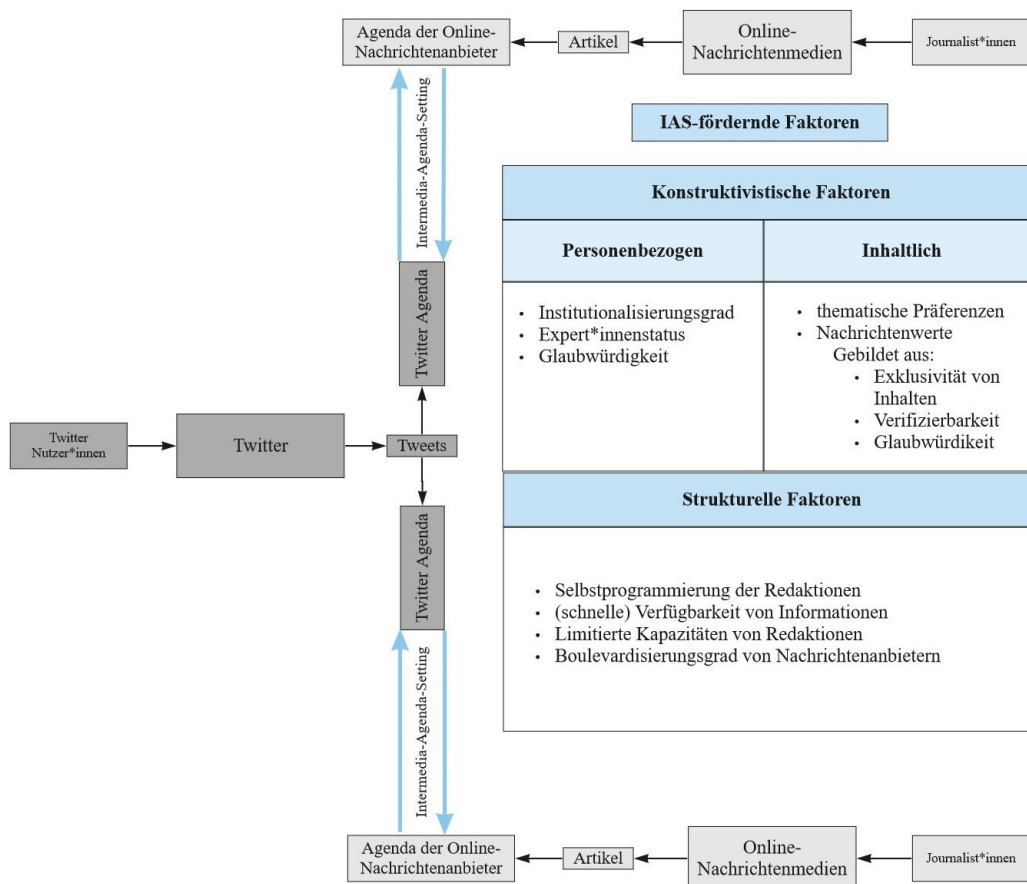 Agenda der Online-
Nachrichtenanbieter
Artikel
Online-
Nachrichtenmedien
Journalist*innen
Intermedia-Agenda-Setting
IAS-fördernde Faktoren
Konstruktivistische Faktoren
Personenbezogen
Inhaltlich
• Institutionalisierungsgrad
• Expert*innenstatus
• Glaubwürdigkeit
• thematische Präferenzen
• Nachrichtenwerte
Gebildet aus:
• Exklusivität von
Inhalten
• Verifizierbarkeit
• Glaubwürdikeit
Twitter Agenda
Twitter
Nutzer*innen
Twitter
Tweets
Twitter Agenda
Strukturelle Faktoren
• Selbstprogrammierung der Redaktionen
• (schnelle) Verfügbarkeit von Informationen
• Limitierte Kapazitäten von Redaktionen
• Boulevardisierungsgrad von Nachrichtenanbietern
Intermedia-Agenda-Setting
Agenda der Online-
Nachrichtenanbieter
Artikel
Online-
Nachrichtenmedien
Journalist*innen